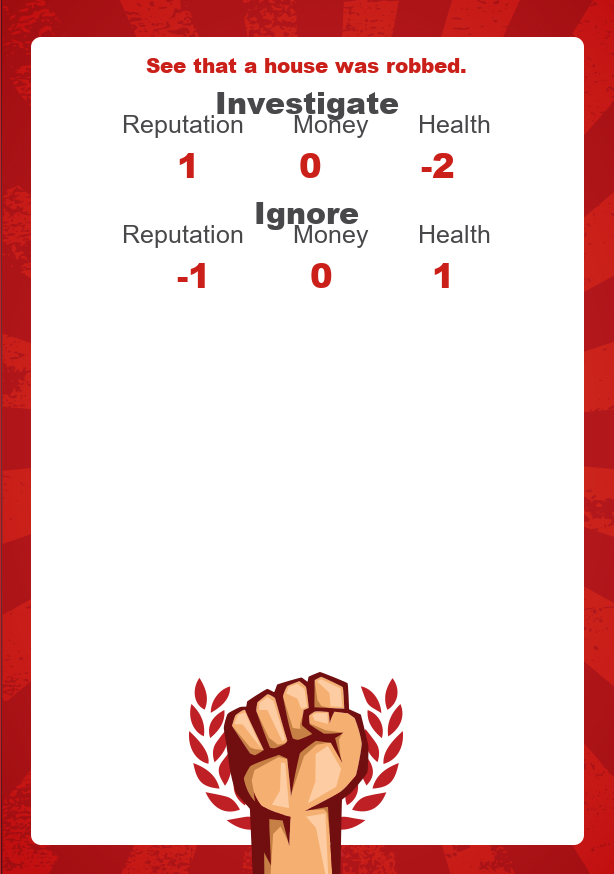 See that a house was robbed.
Investigate
Reputation Money Health
1 0 -2
Ignore
Reputation Money Health
-1 0 1